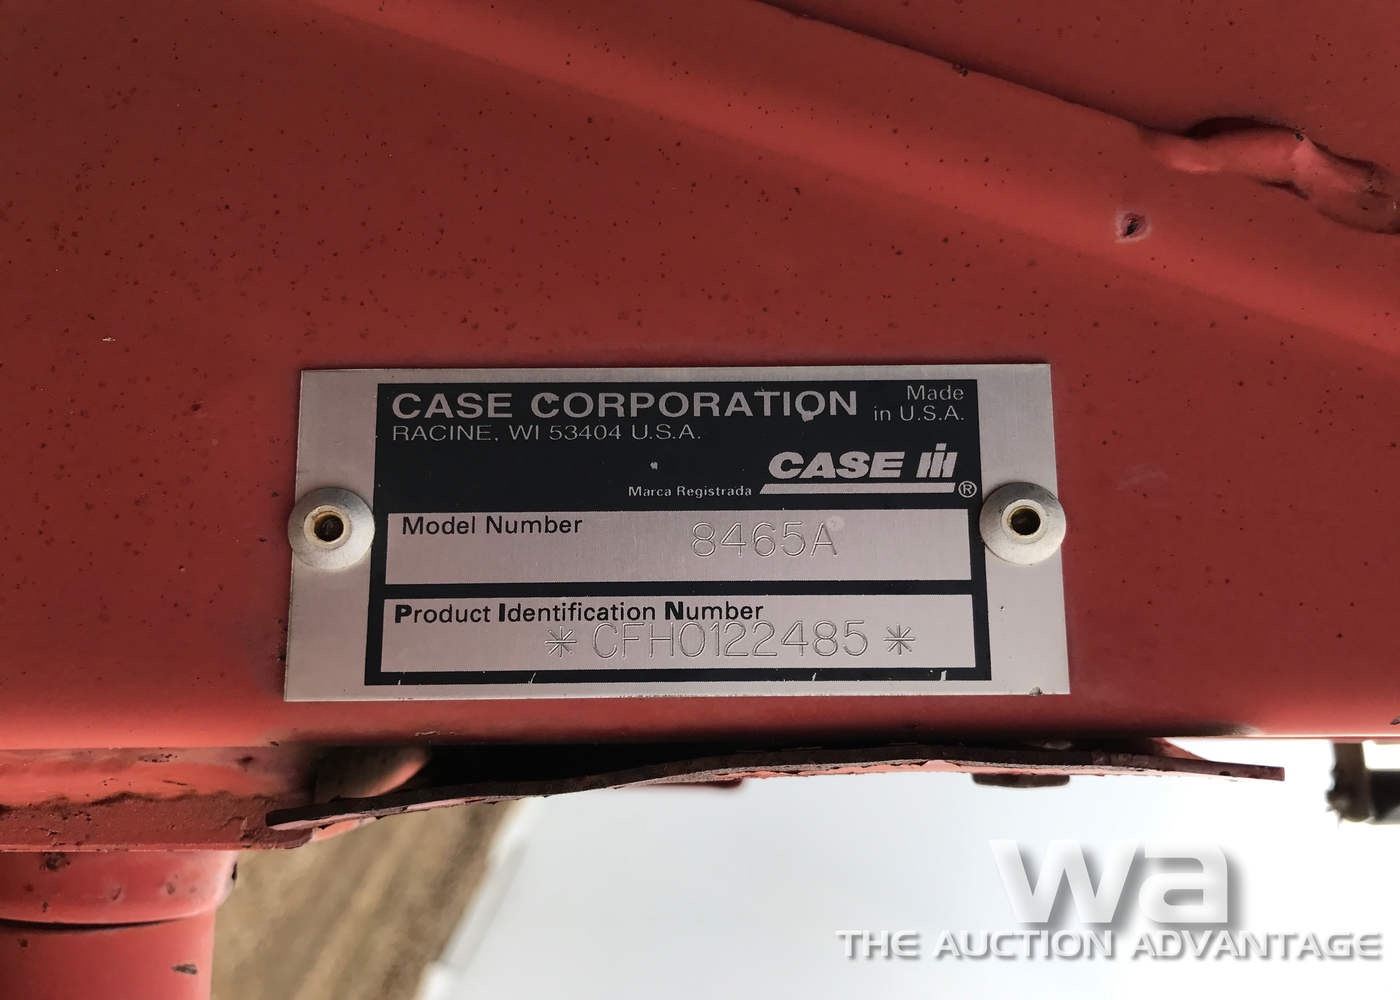 CASE CORPORATION
Made
in U.S.A.
RACINE, WI 53404 U.S.A.
CASE IH
Marca Registrada ®
Model Number 8465A
Product Identification Number
* CFH0122485 *
wa
THE AUCTION ADVANTAGE